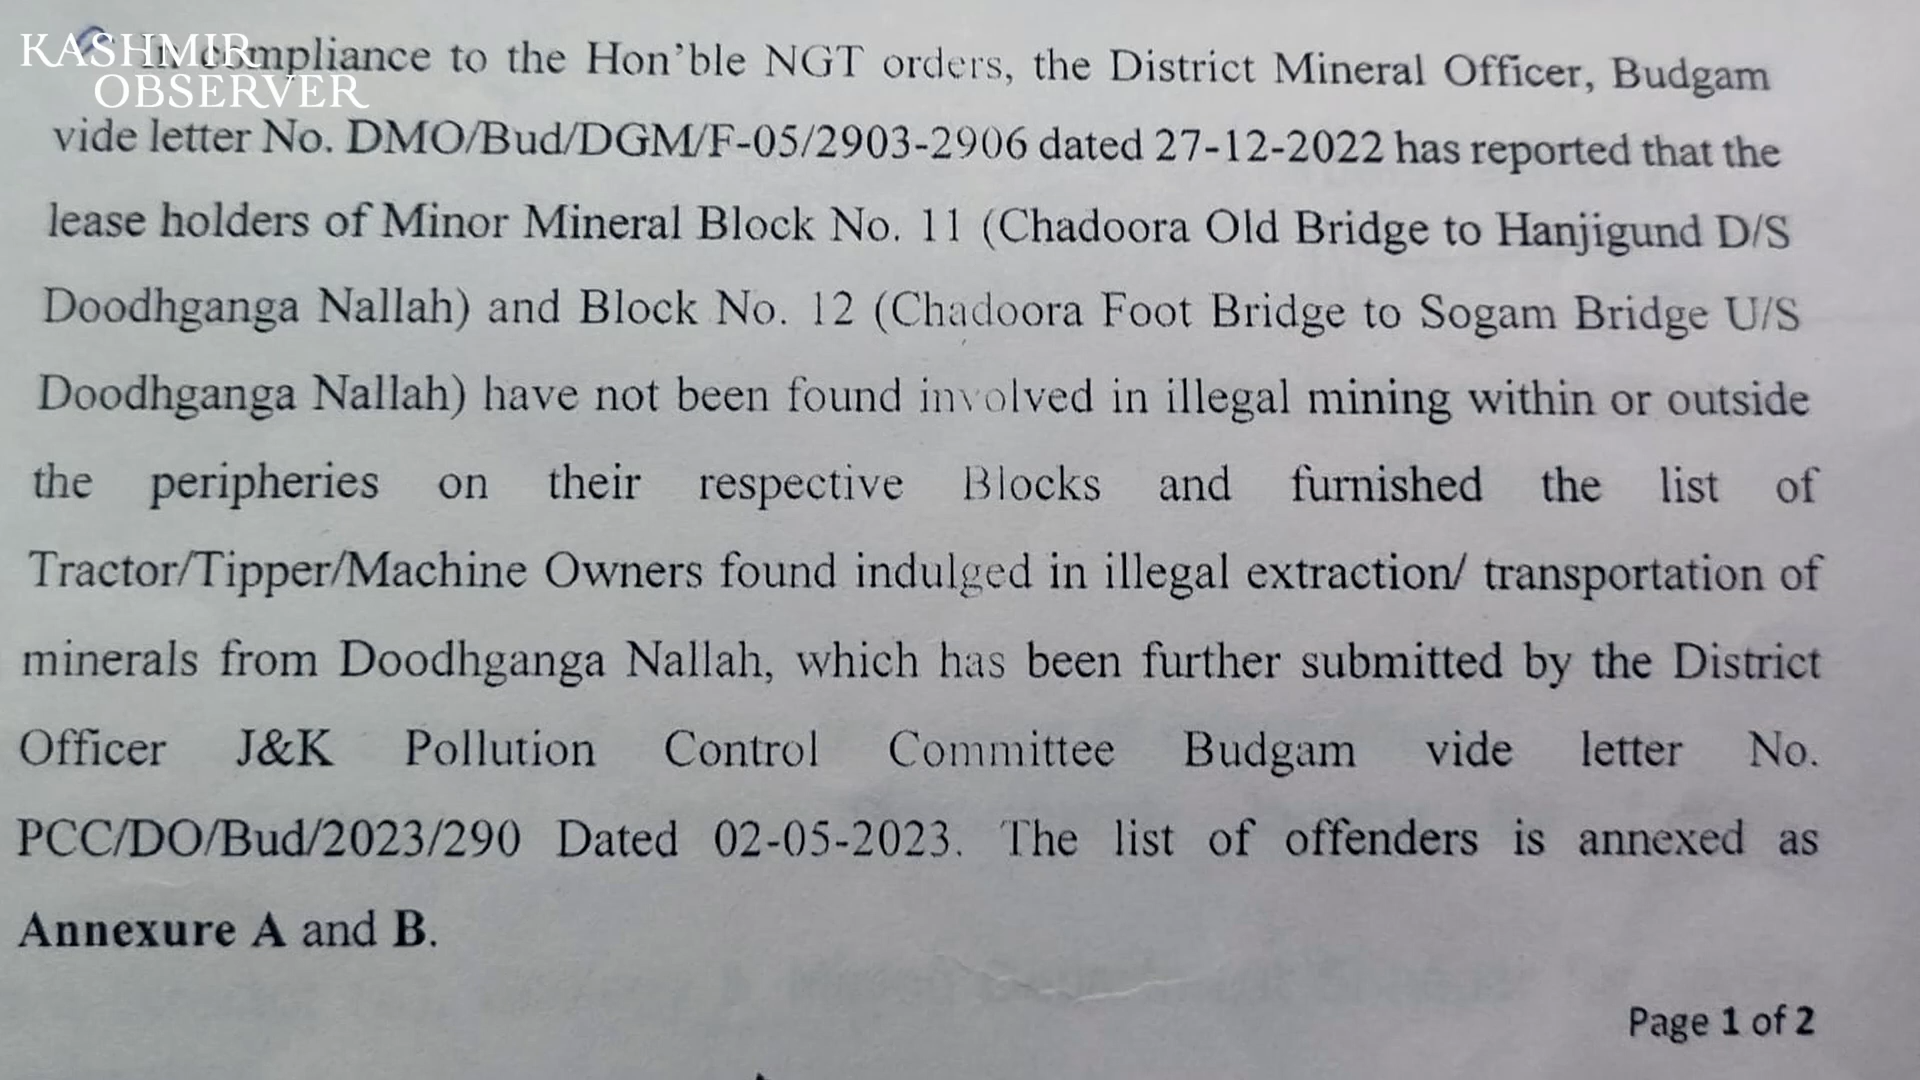 KASHMIR
OBSERVER
In compliance to the Hon'ble NGT orders, the District Mineral Officer, Budgam
vide letter No. DMO/Bud/DGM/F-05/2903-2906 dated 27-12-2022 has reported that the
lease holders of Minor Mineral Block No. 11 (Chadoora Old Bridge to Hanjigund D/S
Doodhganga Nallah) and Block No. 12 (Chadoora Foot Bridge to Sogam Bridge U/S
Doodhganga Nallah) have not been found involved in illegal mining within or outside
the peripheries on their respective Blocks and furnished the list of
Tractor/Tipper/Machine Owners found indulged in illegal extraction/ transportation of
minerals from Doodhganga Nallah, which has been further submitted by the District
Officer J&K Pollution Control Committee Budgam vide letter No.
PCC/DO/Bud/2023/290 Dated 02-05-2023. The list of offenders is annexed as
Annexure A and B.
Page 1 of 2